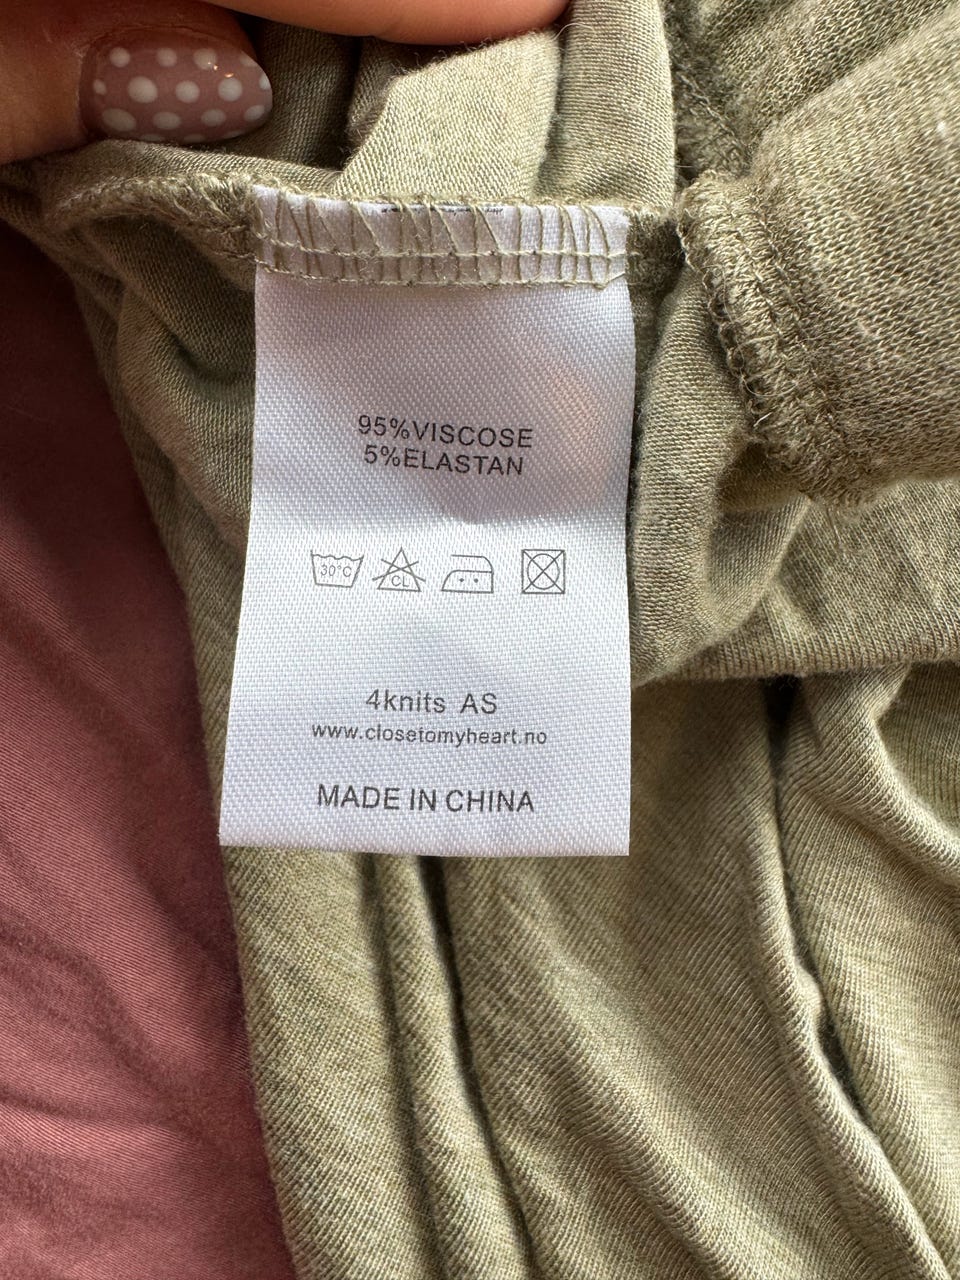 95%VISCOSE
5%ELASTAN
30°C CL
4knits AS
www.closetomyheart.no
MADE IN CHINA